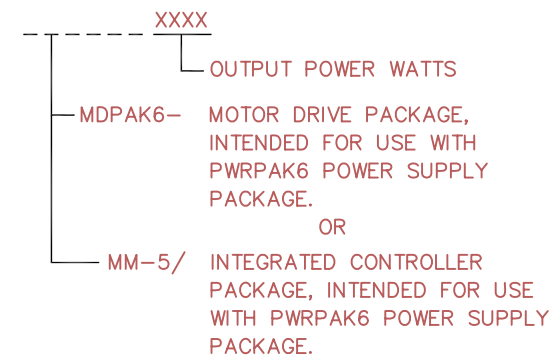 XXXX
OUTPUT POWER WATTS
MDPAK6- MOTOR DRIVE PACKAGE,
INTENDED FOR USE WITH
PWRPAK6 POWER SUPPLY
PACKAGE.
OR
MM-5/ INTEGRATED CONTROLLER
PACKAGE, INTENDED FOR USE
WITH PWRPAK6 POWER SUPPLY
PACKAGE.